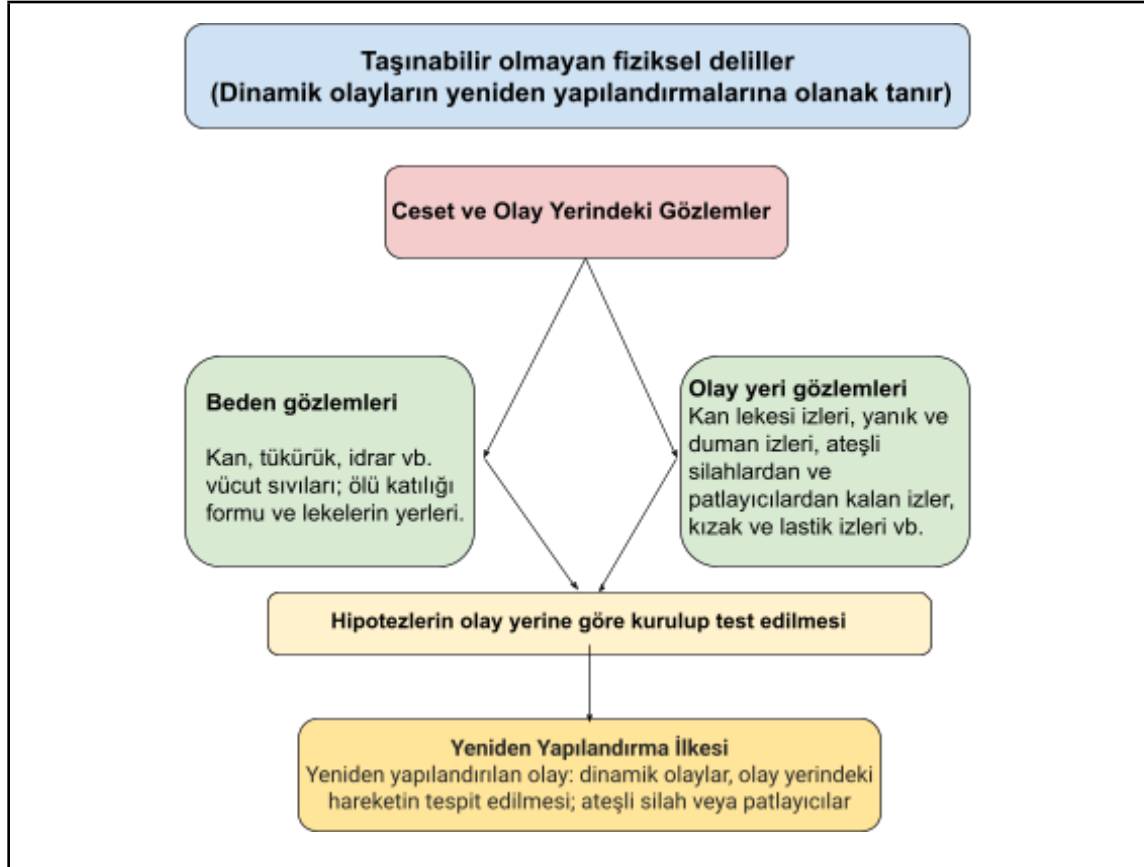 Taşınabilir olmayan fiziksel deliller
(Dinamik olayların yeniden yapılandırmalarına olanak tanır)
Ceset ve Olay Yerindeki Gözlemler
Beden gözlemleri
Kan, tükürük, idrar vb.
vücut sıvıları; ölü katılığı
formu ve lekelerin yerleri.
Olay yeri gözlemleri
Kan lekesi izleri, yanık ve
duman izleri, ateşli
silahlardan ve
patlayıcılardan kalan izler,
kızak ve lastik izleri vb.
Hipotezlerin olay yerine göre kurulup test edilmesi
Yeniden Yapılandırma İlkesi
Yeniden yapılandırılan olay: dinamik olaylar, olay yerindeki
hareketin tespit edilmesi; ateşli silah veya patlayıcılar